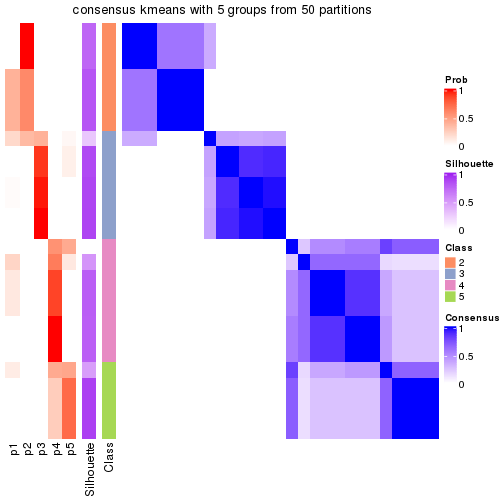 consensus kmeans with 5 groups from 50 partitions
Prob
1
0.5
0
Silhouette
1
0.5
0
Class
2
3
4
5
Consensus
1
0.5
0
p1
p2
p3
p4
p5
Silhouette
Class